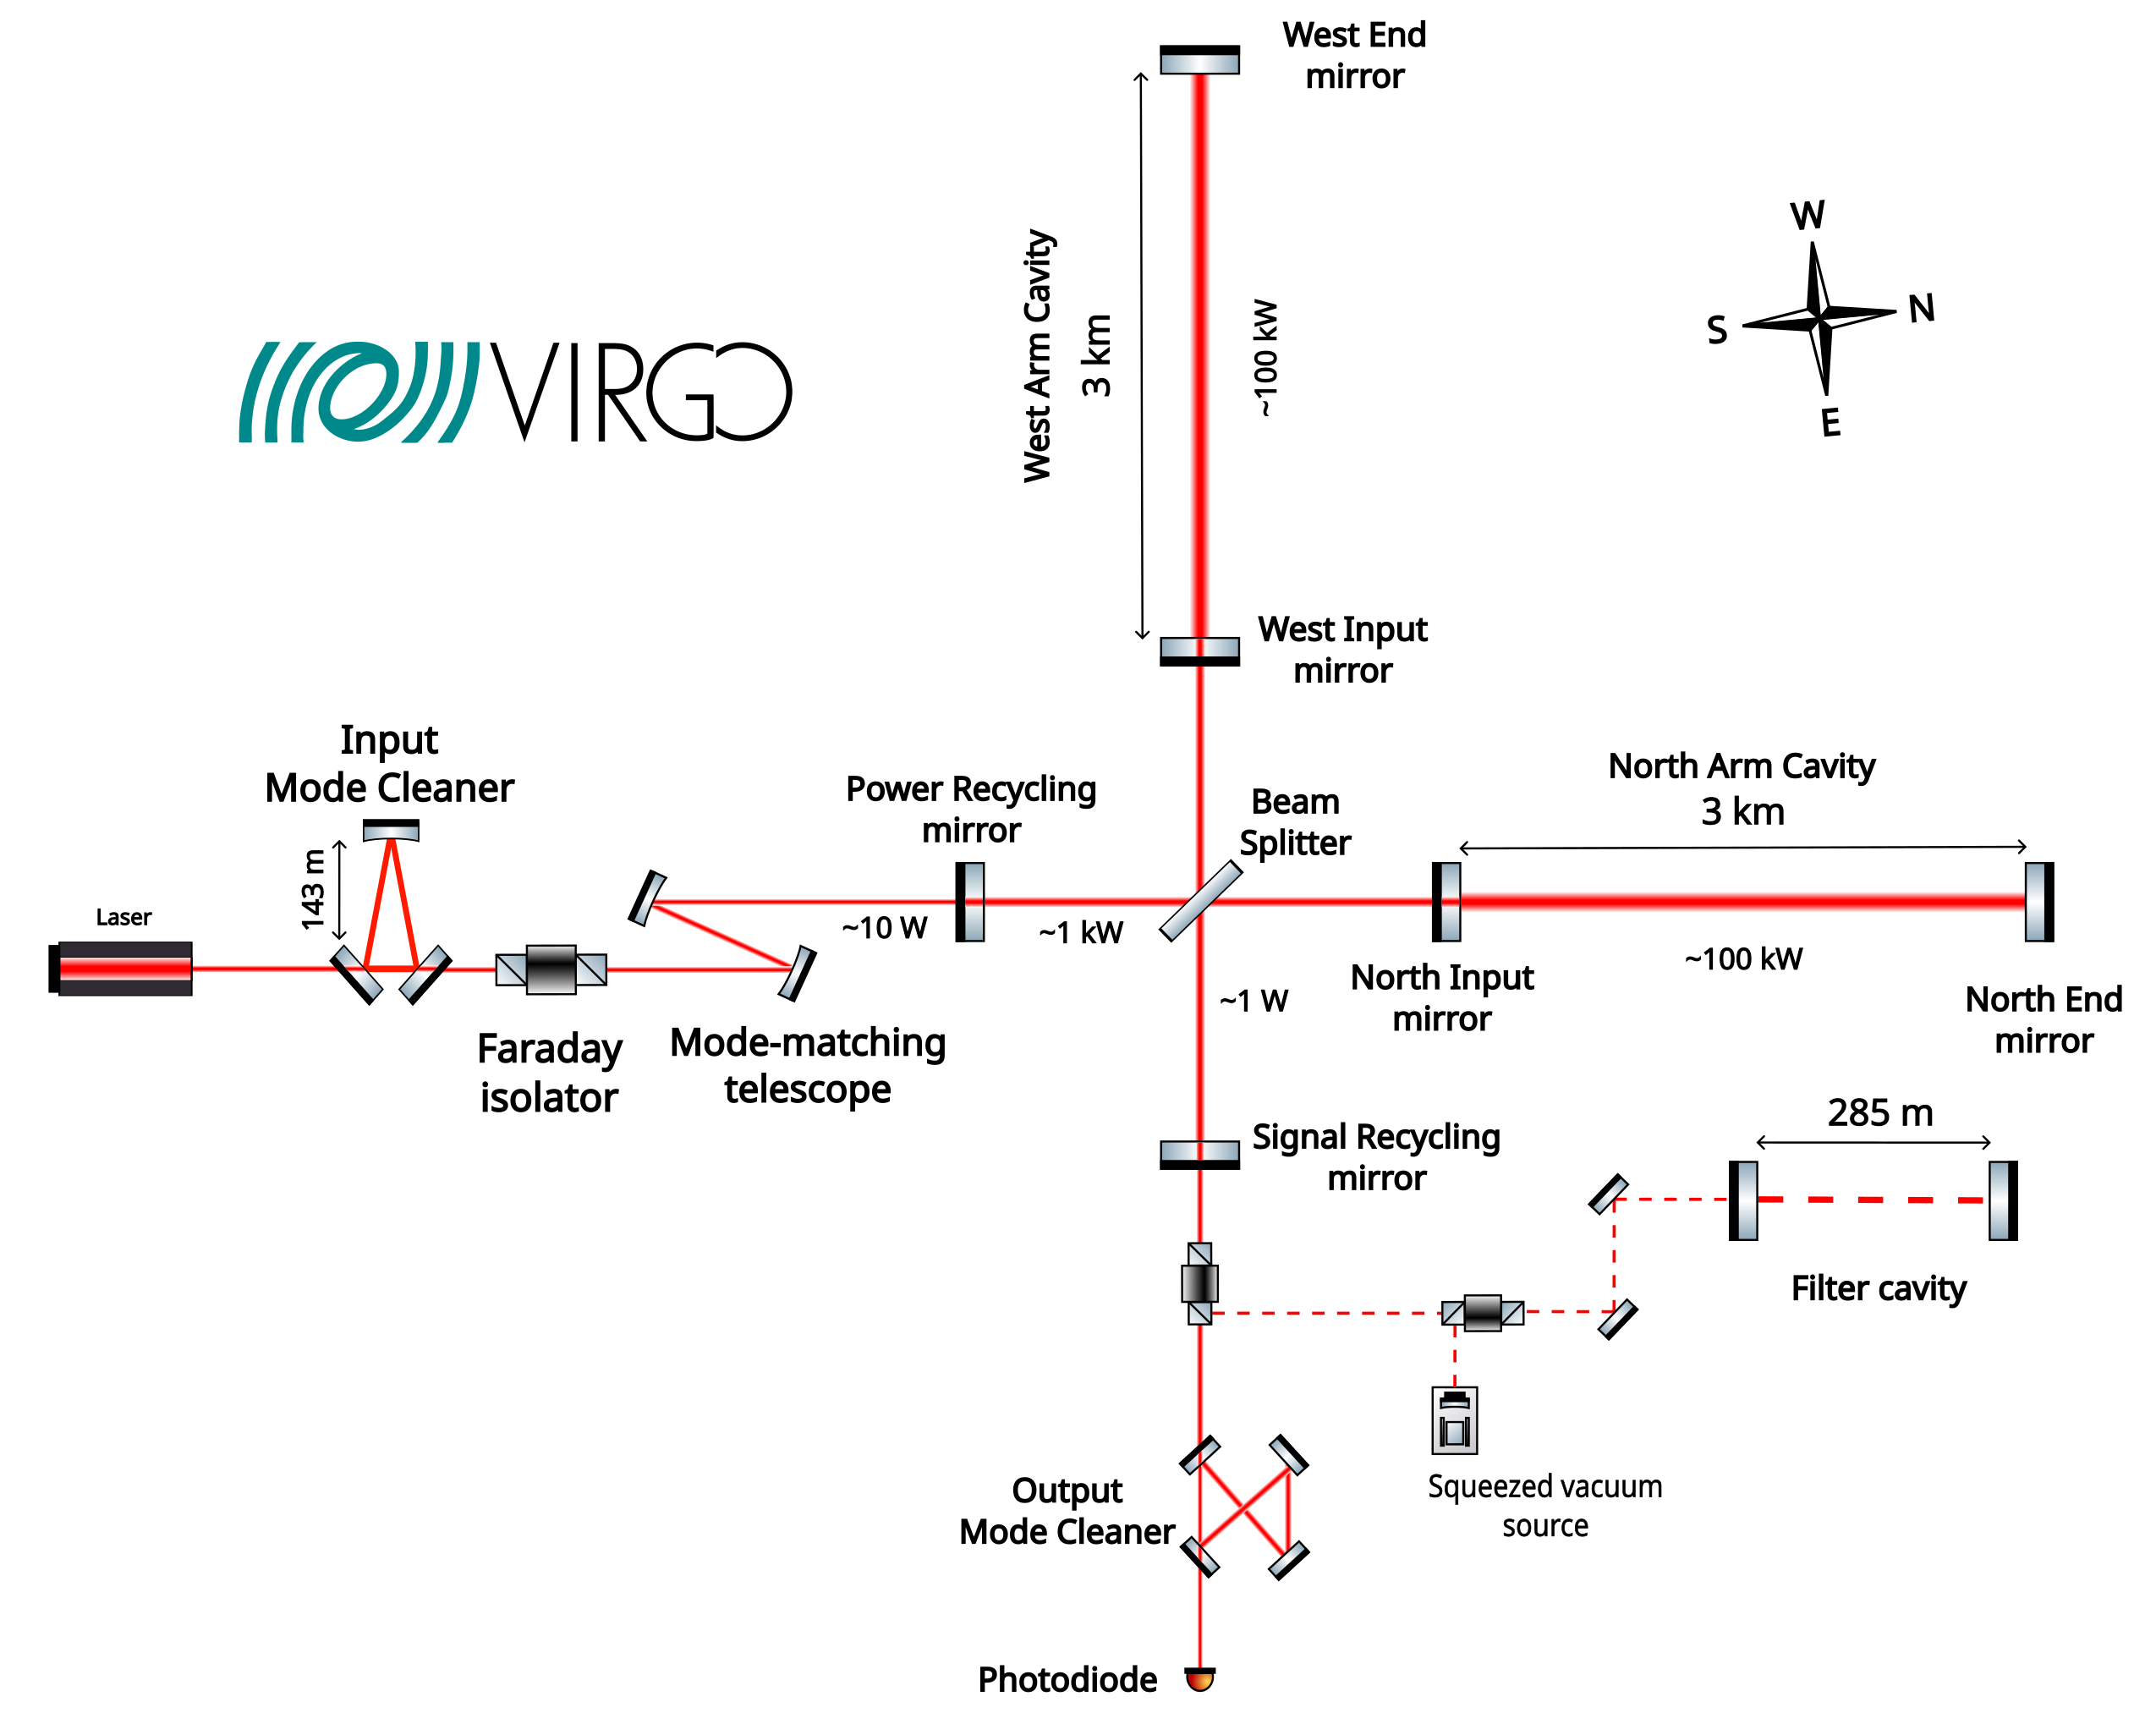 West End
mirror
West Arm Cavity
3 km
~100 kW
W
N
S
E
VIRGO
West Input
mirror
Input
Mode Cleaner
143 m
Laser
Power Recycling
mirror
Beam
Splitter
North Arm Cavity
3 km
~10 W
~1 kW
~100 kW
North Input
mirror
~1 W
North End
mirror
Faraday
isolator
Mode-matching
telescope
285 m
Signal Recycling
mirror
Filter cavity
Output
Mode Cleaner
Squeezed vacuum
source
Photodiode